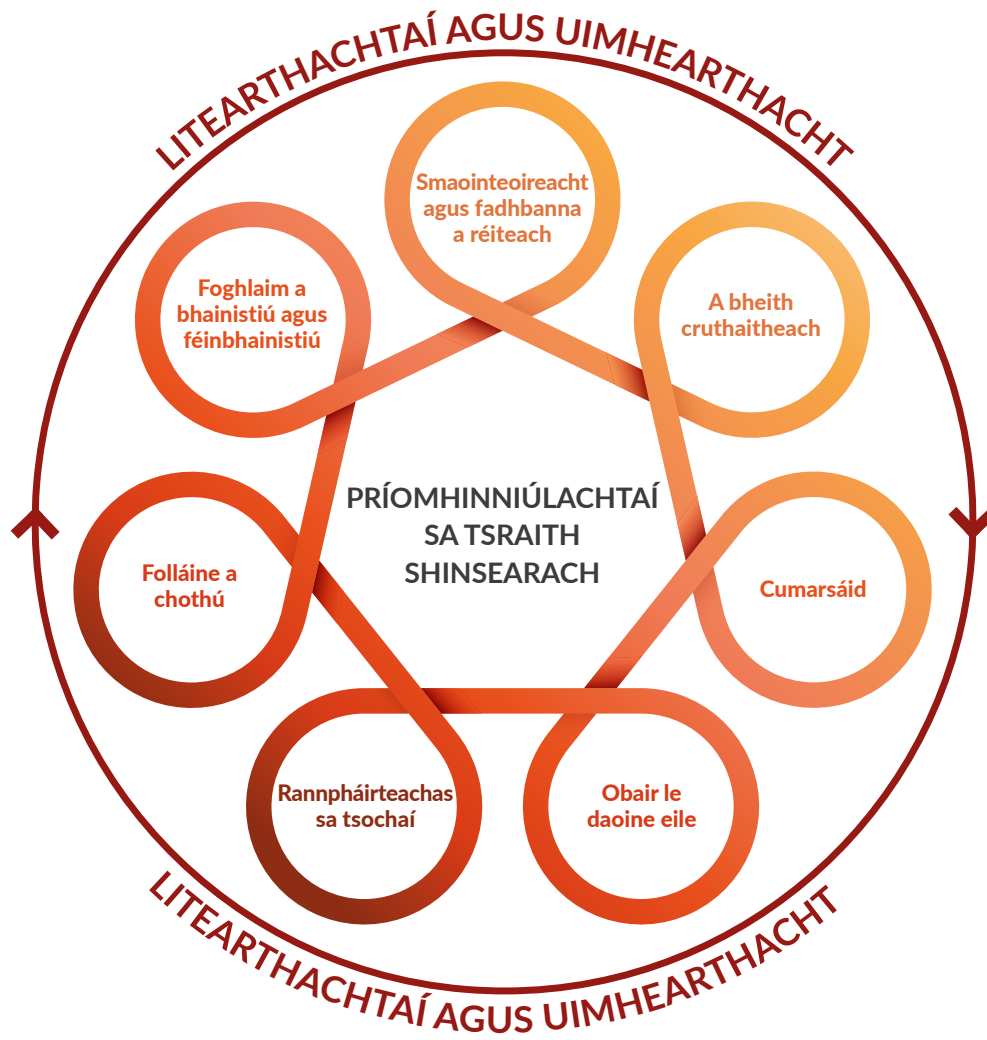 LITEARTHACHTAÍ AGUS UIMHEARTHACHT
Smaointeoireacht
agus fadhbanna
a réiteach
A bheith
cruthaitheach
Cumarsáid
Obair le
daoine eile
Rannpháirteachas
sa tsochaí
Folláine a
chothú
Foghlaim a
bhainistiú agus
féinbhainistiú
PRÍOMHINNIÚLACHTAÍ
SA TSRAITH
SHINSEARACH
LITEARTHACHTAÍ AGUS UIMHEARTHACHT